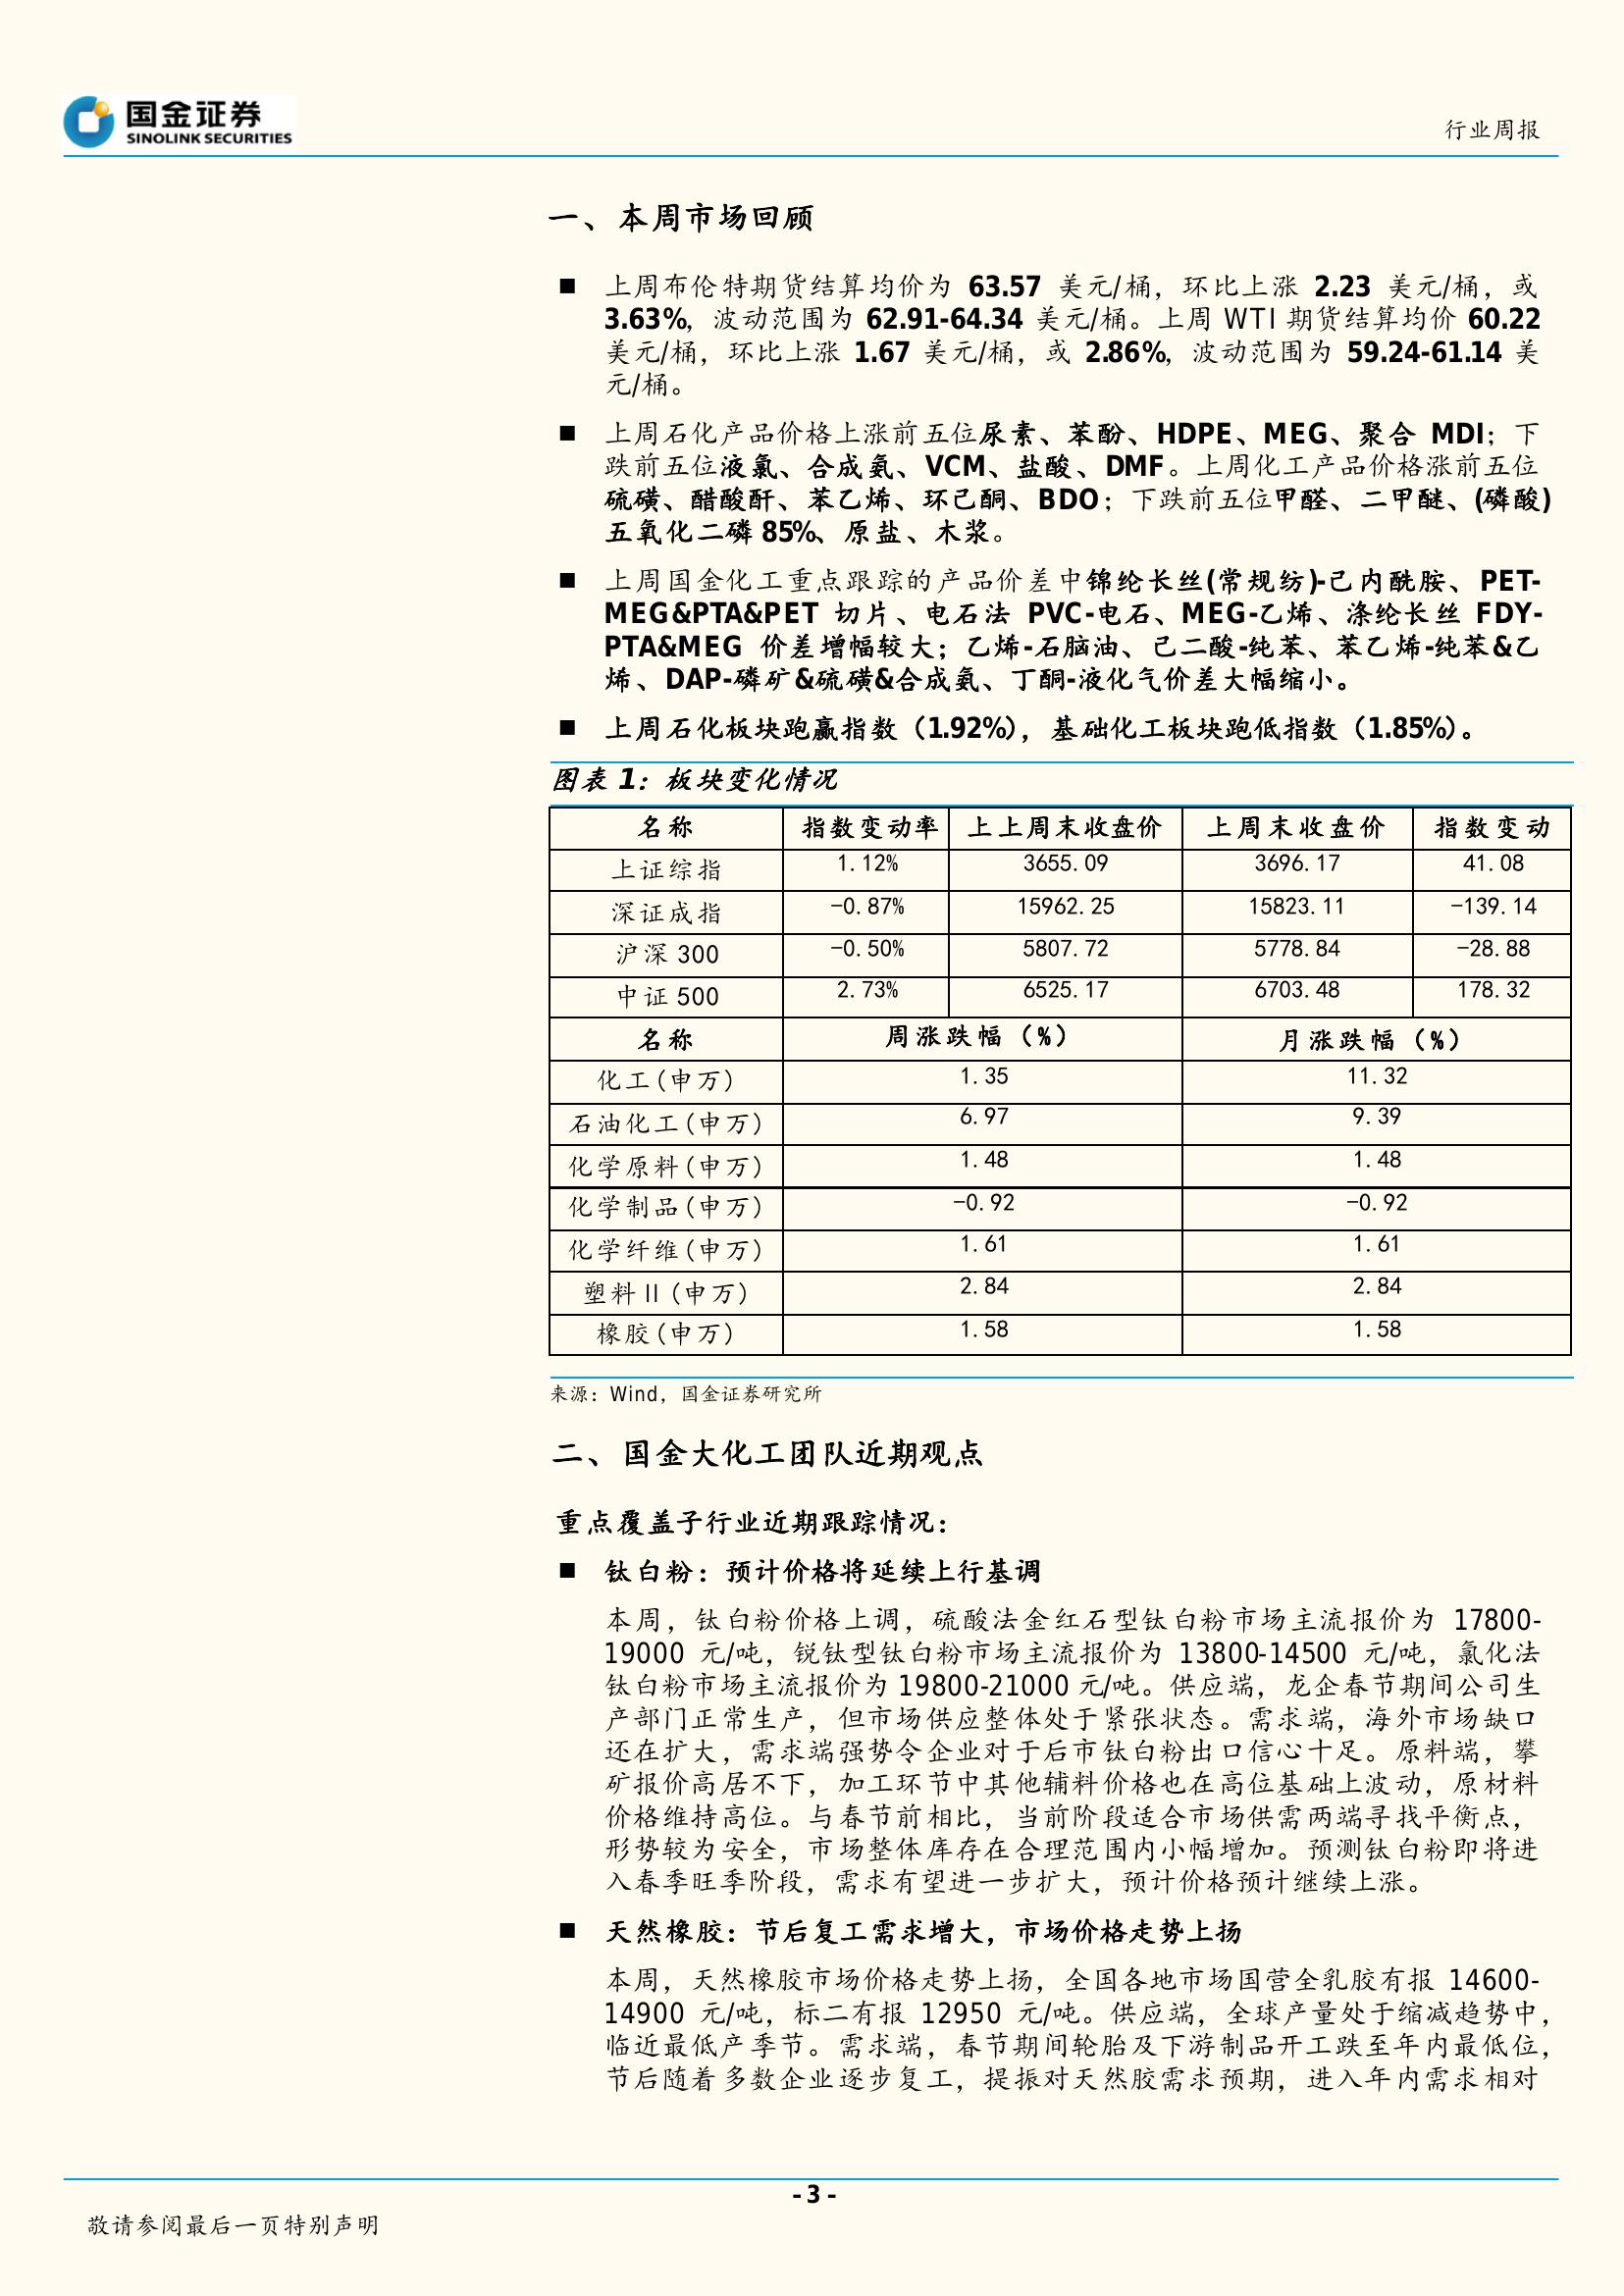 国金证券
SINOLINK SECURITIES
行业周报
一、本周市场回顾
■ 上周布伦特期货结算均价为 63.57 美元/桶，环比上涨 2.23 美元/桶，或
3.63%，波动范围为 62.91-64.34 美元/桶。上周 WTI 期货结算均价 60.22
美元/桶，环比上涨 1.67 美元/桶，或 2.86%，波动范围为 59.24-61.14 美
元/桶。
■ 上周石化产品价格上涨前五位尿素、苯酚、HDPE、MEG、聚合 MDI；下
跌前五位液氯、合成氨、VCM、盐酸、DMF。上周化工产品价格涨前五位
硫磺、醋酸酐、苯乙烯、环己酮、BDO；下跌前五位甲醛、二甲醚、(磷酸)
五氧化二磷 85%、原盐、木浆。
■ 上周国金化工重点跟踪的产品价差中锦纶长丝(常规纺)-己内酰胺、PET-
MEG&PTA&PET 切片、电石法 PVC-电石、MEG-乙烯、涤纶长丝 FDY-
PTA&MEG 价差增幅较大；乙烯-石脑油、己二酸-纯苯、苯乙烯-纯苯&乙
烯、DAP-磷矿&硫磺&合成氨、丁酮-液化气价差大幅缩小。
■ 上周石化板块跑赢指数（1.92%），基础化工板块跑低指数（1.85%）。
图表 1：板块变化情况
名称 指数变动率 上上周末收盘价 上周末收盘价 指数变动
上证综指 1.12% 3655.09 3696.17 41.08
深证成指 -0.87% 15962.25 15823.11 -139.14
沪深 300 -0.50% 5807.72 5778.84 -28.88
中证 500 2.73% 6525.17 6703.48 178.32
名称 周涨跌幅（%） 月涨跌幅（%）
化工(申万) 1.35 11.32
石油化工(申万) 6.97 9.39
化学原料(申万) 1.48 1.48
化学制品(申万) -0.92 -0.92
化学纤维(申万) 1.61 1.61
塑料 II (申万) 2.84 2.84
橡胶(申万) 1.58 1.58
来源：Wind，国金证券研究所
二、国金大化工团队近期观点
重点覆盖子行业近期跟踪情况：
■ 钛白粉：预计价格将延续上行基调
本周，钛白粉价格上调，硫酸法金红石型钛白粉市场主流报价为 17800-
19000 元/吨，锐钛型钛白粉市场主流报价为 13800-14500 元/吨，氯化法
钛白粉市场主流报价为 19800-21000 元/吨。供应端，龙企春节期间公司生
产部门正常生产，但市场供应整体处于紧张状态。需求端，海外市场缺口
还在扩大，需求端强势令企业对于后市钛白粉出口信心十足。原料端，攀
矿报价高居不下，加工环节中其他辅料价格也在高位基础上波动，原材料
价格维持高位。与春节前相比，当前阶段适合市场供需两端寻找平衡点，
形势较为安全，市场整体库存在合理范围内小幅增加。预测钛白粉即将进
入春季旺季阶段，需求有望进一步扩大，预计价格预计继续上涨。
■ 天然橡胶：节后复工需求增大，市场价格走势上扬
本周，天然橡胶市场价格走势上扬，全国各地市场国营全乳胶有报 14600-
14900 元/吨，标二有报 12950 元/吨。供应端，全球产量处于缩减趋势中，
临近最低产季节。需求端，春节期间轮胎及下游制品开工跌至年内最低位，
节后随着多数企业逐步复工，提振对天然胶需求预期，进入年内需求相对
- 3 -
敬请参阅最后一页特别声明